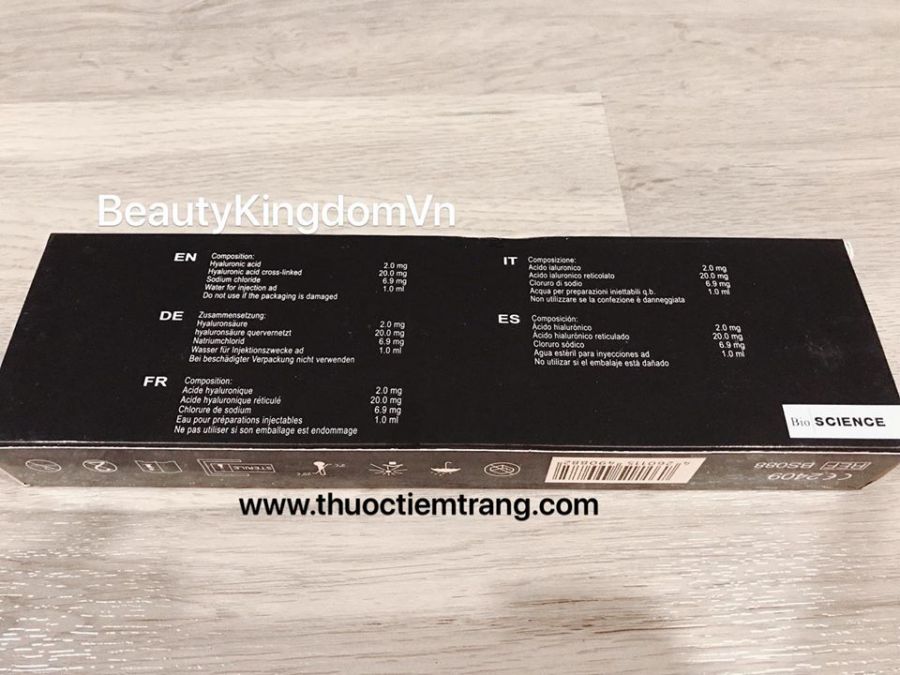 BeautyKingdomVn
EN
Composition:
Hyaluronic acid 2.0 mg
Hyaluronic acid cross-linked 20.0 mg
Sodium chloride 6.9 mg
Water for injection ad 1.0 ml
Do not use if the packaging is damaged
DE
Zusammensetzung:
Hyaluronsäure 2.0 mg
hyaluronsäure quervernetzt 20.0 mg
Natriumchlorid 6.9 mg
Wasser für Injektionszwecke ad 1.0 ml
Bei beschädigter Verpackung nicht verwenden
FR
Composition:
Acide hyaluronique 2.0 mg
Acide hyaluronique réticulé 20.0 mg
Chlorure de sodium 6.9 mg
Eau pour préparations injectables 1.0 ml
Ne pas utiliser si son emballage est endommage
IT
Composizione:
Acido ialuronico 2.0 mg
Acido ialuronico reticolato 20.0 mg
Cloruro di sodio 6.9 mg
Acqua per preparazioni iniettabili q.b. 1.0 ml
Non utilizzare se la confezione è danneggiata
ES
Composición:
Ácido hialurónico 2.0 mg
Ácido hialurónico reticulado 20.0 mg
Cloruro sódico 6.9 mg
Agua estéril para inyecciones ad 1.0 ml
No utilizar si el embalaje está dañado
Bio SCIENCE
CE 2409
REF BS088
STERILE
www.thuoctiemtrang.com